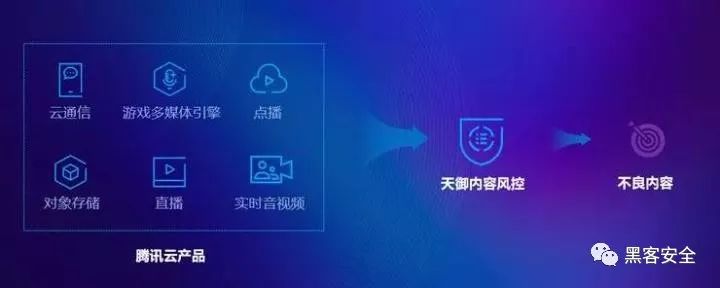 云通信
游戏多媒体引擎
点播
对象存储
直播
实时音视频
腾讯云产品
天御内容风控
不良内容
黑客安全